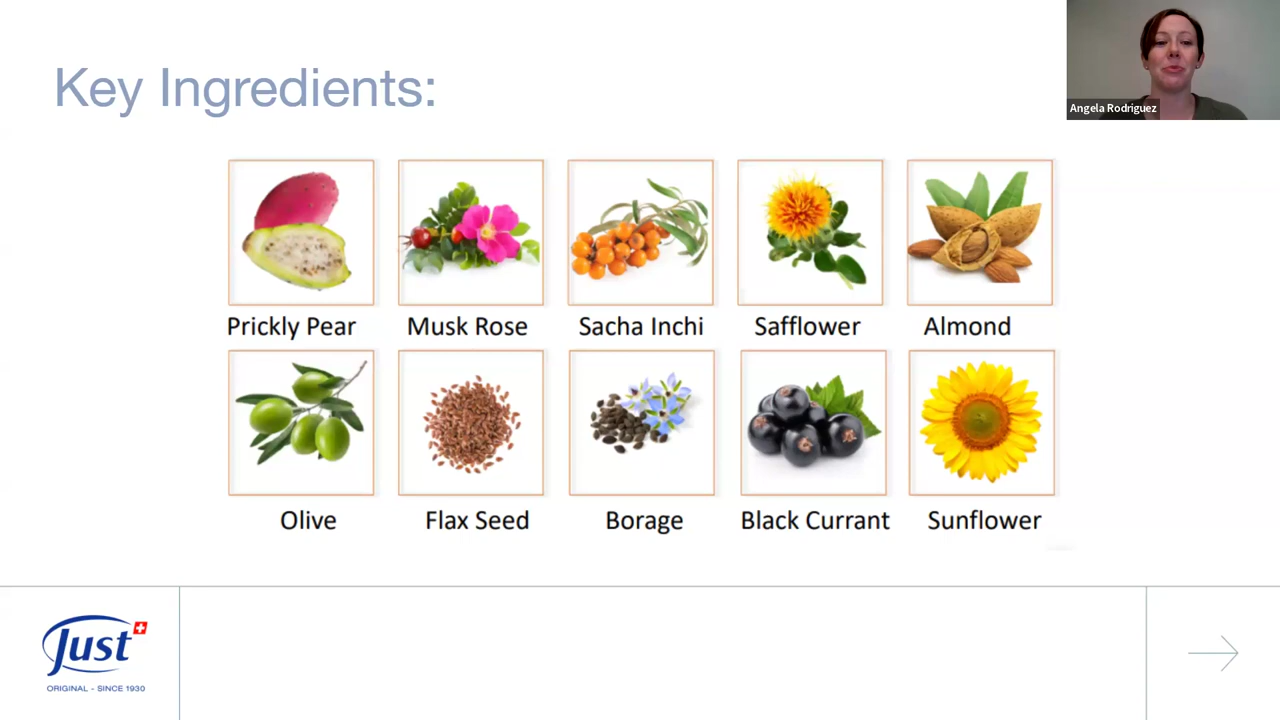 Key Ingredients:
Angela Rodriguez
Prickly Pear
Musk Rose
Sacha Inchi
Safflower
Almond
Olive
Flax Seed
Borage
Black Currant
Sunflower
Just
ORIGINAL - SINCE 1930